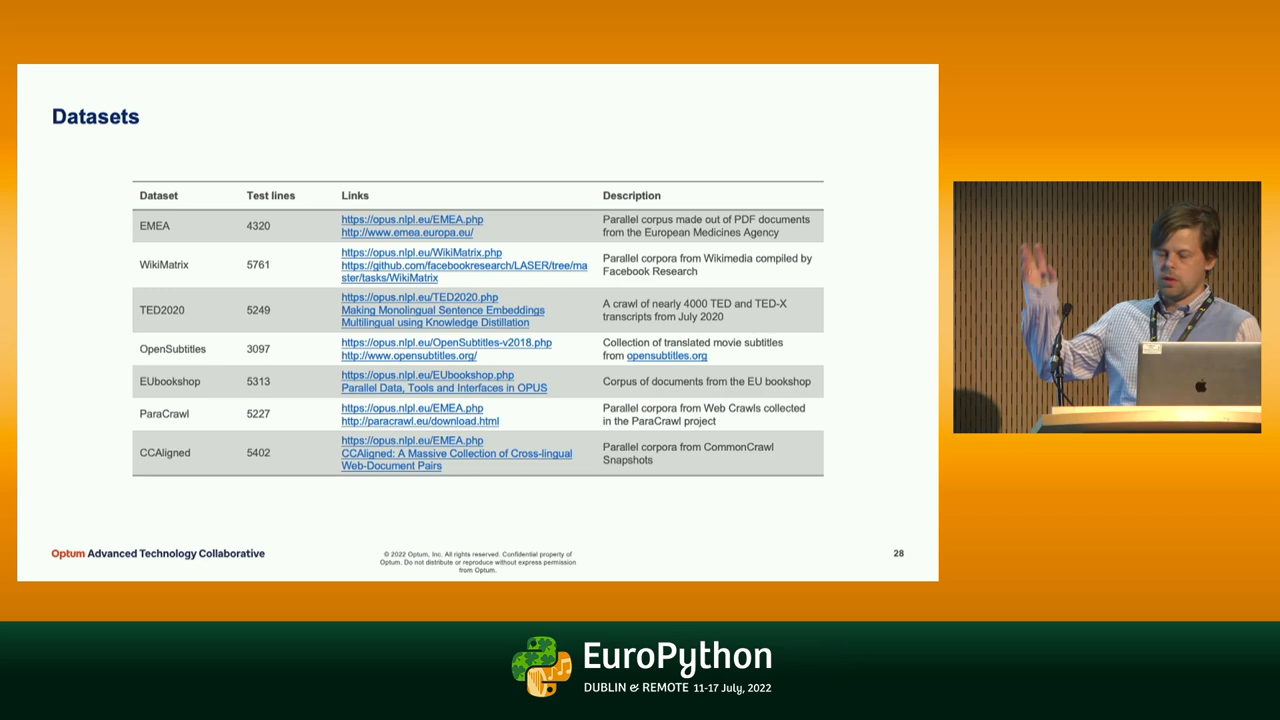 Datasets
Dataset Test lines Links Description
EMEA 4320 https://opus.nlpl.eu/EMEA.php
http://www.emea.europa.eu/
Parallel corpus made out of PDF documents
from the European Medicines Agency
WikiMatrix 5761 https://opus.nlpl.eu/WikiMatrix.php
https://github.com/facebookresearch/LASER/tree/ma
ster/tasks/WikiMatrix
Parallel corpora from Wikimedia compiled by
Facebook Research
TED2020 5249 https://opus.nlpl.eu/TED2020.php
Making Monolingual Sentence Embeddings
Multilingual using Knowledge Distillation
A crawl of nearly 4000 TED and TED-X
transcripts from July 2020
OpenSubtitles 3097 https://opus.nlpl.eu/OpenSubtitles-v2018.php
http://www.opensubtitles.org/
Collection of translated movie subtitles
from opensubtitles.org
EUbookshop 5313 https://opus.nlpl.eu/EUbookshop.php
Parallel Data, Tools and Interfaces in OPUS
Corpus of documents from the EU bookshop
ParaCrawl 5227 https://opus.nlpl.eu/EMEA.php
http://paracrawl.eu/download.html
Parallel corpora from Web Crawls collected
in the ParaCrawl project
CCAligned 5402 https://opus.nlpl.eu/EMEA.php
CCAligned: A Massive Collection of Cross-lingual
Web-Document Pairs
Parallel corpora from CommonCrawl
Snapshots
Optum Advanced Technology Collaborative
© 2022 Optum, Inc. All rights reserved. Confidential property of
Optum. Do not distribute or reproduce without express permission
from Optum.
28
EuroPython
DUBLIN & REMOTE 11-17 July, 2022